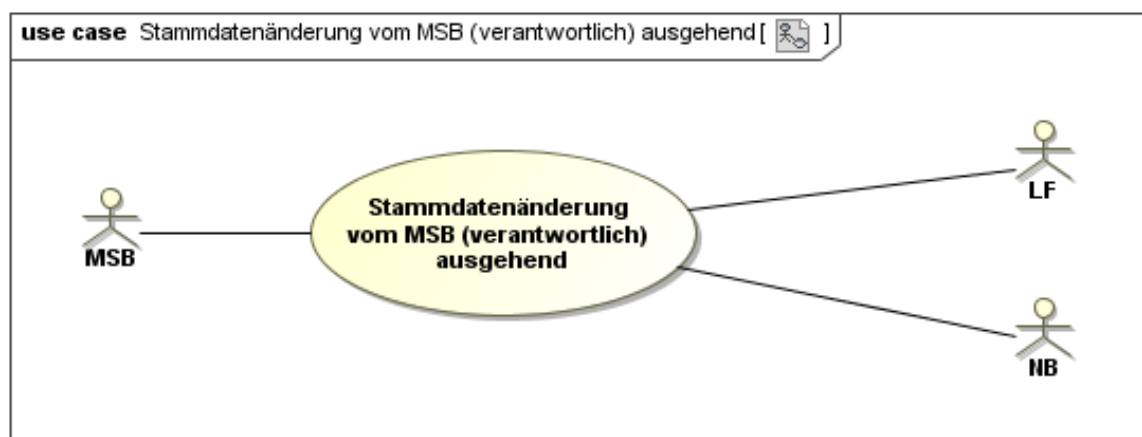 use case Stammdatenänderung vom MSB (verantwortlich) ausgehend [ ]
LF
Stammdatenänderung
vom MSB (verantwortlich)
ausgehend
MSB
NB